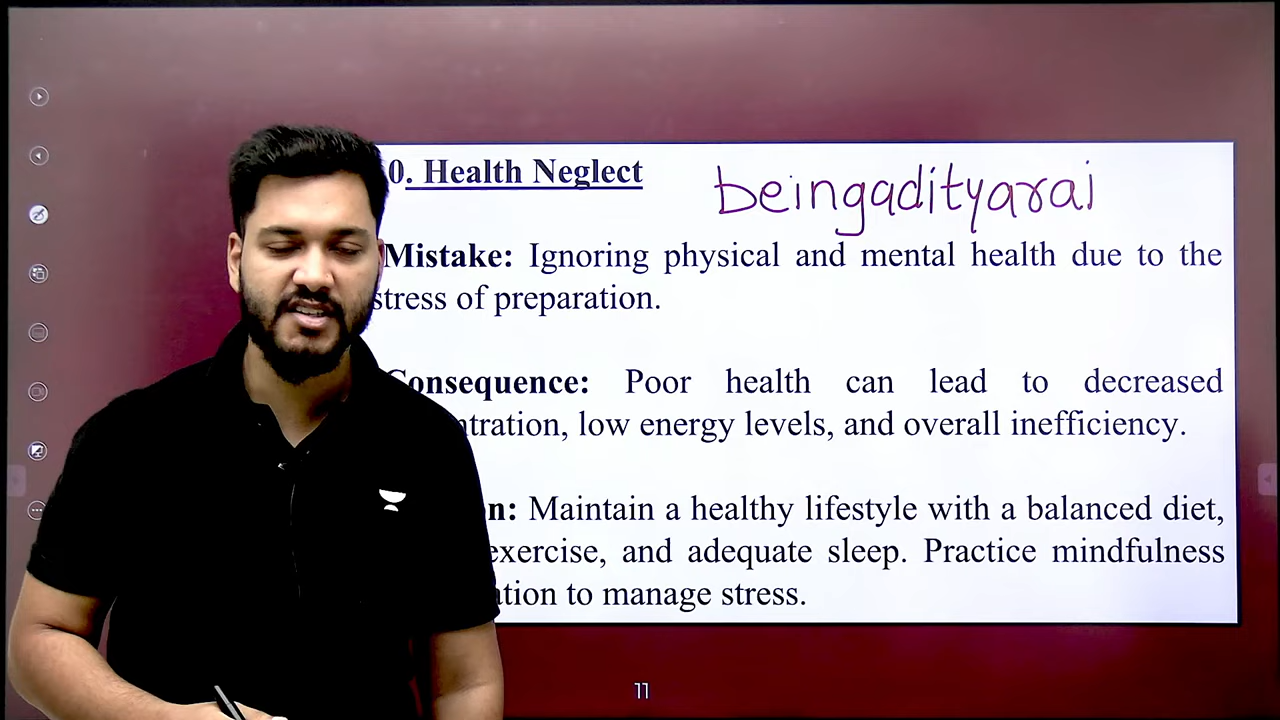 0. Health Neglect
beingadityarai
Mistake: Ignoring physical and mental health due to the
stress of preparation.
Consequence: Poor health can lead to decreased
ntration, low energy levels, and overall inefficiency.
n: Maintain a healthy lifestyle with a balanced diet,
exercise, and adequate sleep. Practice mindfulness
ation to manage stress.
11